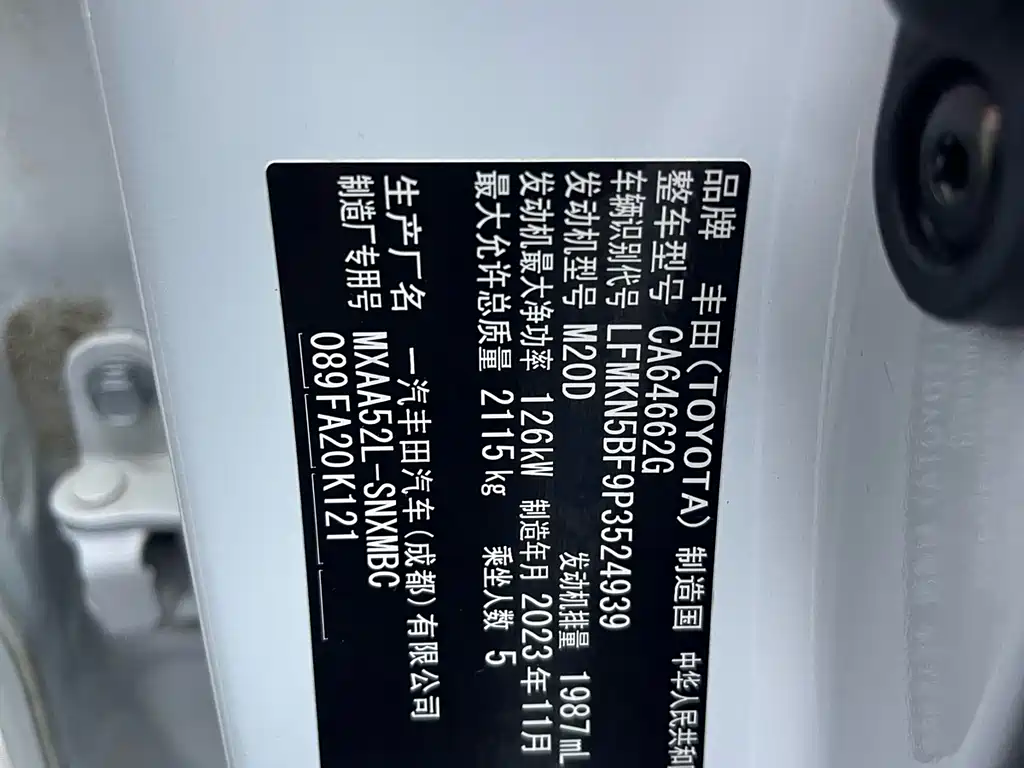 品牌 丰田(TOYOTA) 制造国 中华人民共和
整车型号 CA64662G
车辆识别代号 LFMKN5BF9P3524939
发动机型号 M20D 发动机排量 1987mL
发动机最大净功率 126kW 制造年月 2023年11月
最大允许总质量 2115kg 乘坐人数 5
生产厂名 一汽丰田汽车(成都)有限公司
制造厂专用号 MXAA52L-SNXMBC
089FA20K121